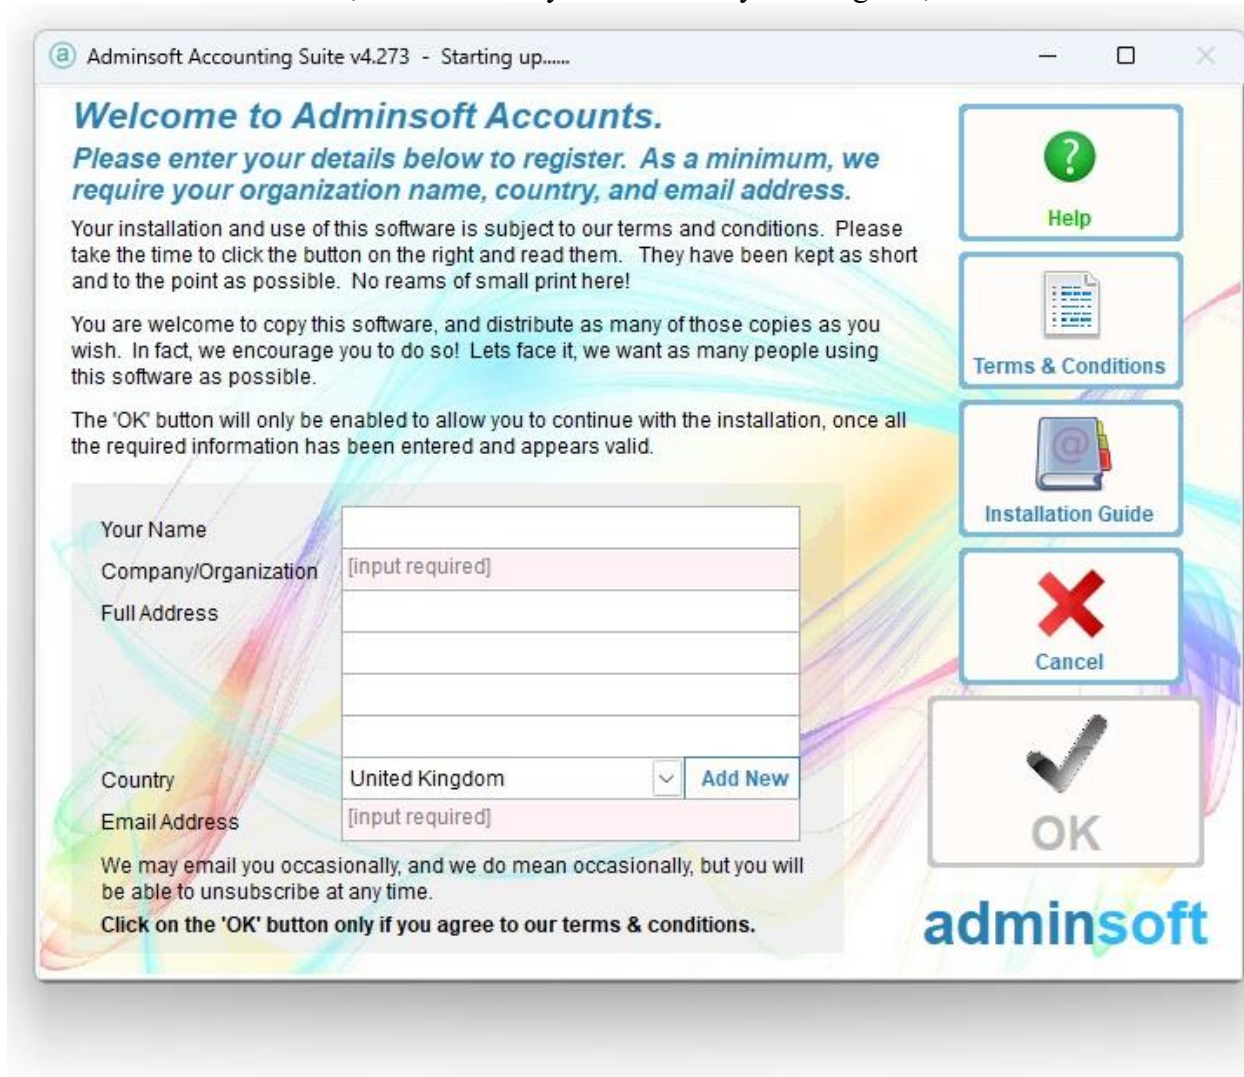 Adminsoft Accounting Suite v4.273 - Starting up......
Welcome to Adminsoft Accounts.
Please enter your details below to register. As a minimum, we
require your organization name, country, and email address.
Your installation and use of this software is subject to our terms and conditions. Please
take the time to click the button on the right and read them. They have been kept as short
and to the point as possible. No reams of small print here!
You are welcome to copy this software, and distribute as many of those copies as you
wish. In fact, we encourage you to do so! Lets face it, we want as many people using
this software as possible.
The 'OK' button will only be enabled to allow you to continue with the installation, once all
the required information has been entered and appears valid.
Your Name
Company/Organization [input required]
Full Address
Country United Kingdom Add New
Email Address [input required]
We may email you occasionally, and we do mean occasionally, but you will
be able to unsubscribe at any time.
Click on the 'OK' button only if you agree to our terms & conditions.
Help
Terms & Conditions
Installation Guide
Cancel
OK
adminsoft